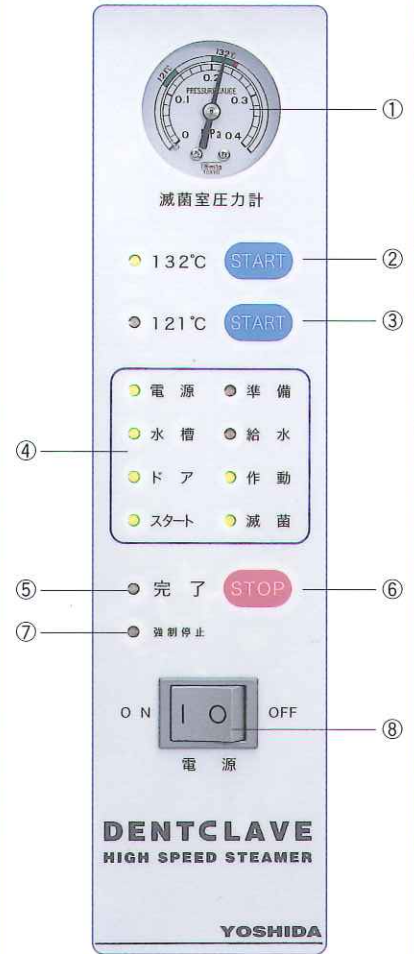 121℃ 132℃
0.2
PRESSURE GAUGE
0.1 0.3
0 0.4
①
滅菌室圧力計
132℃ START ②
121℃ START ③
電源 準備
水槽 給水
④
ドア 作動
スタート 滅菌
⑤ 完了 STOP ⑥
⑦ 強制停止
ON I O OFF ⑧
電源
DENTCLAVE
HIGH SPEED STEAMER
YOSHIDA